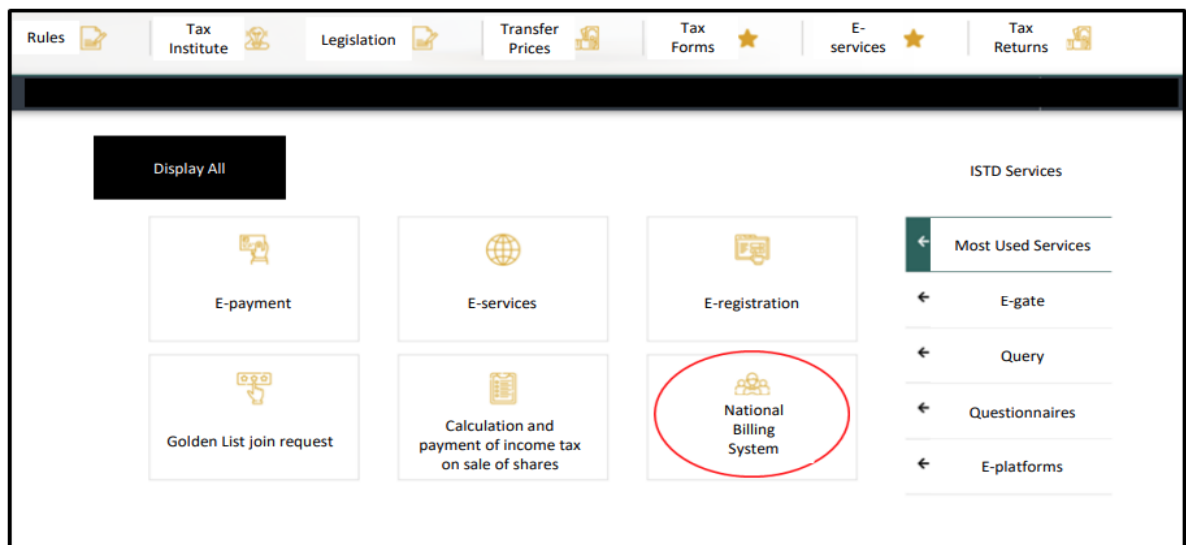 Rules
Tax
Institute
Legislation
Transfer
Prices
Tax
Forms
E-
services
Tax
Returns
Display All
ISTD Services
E-payment
E-services
E-registration
Most Used Services
E-gate
Query
Golden List join request
Calculation and
payment of income tax
on sale of shares
National
Billing
System
Questionnaires
E-platforms